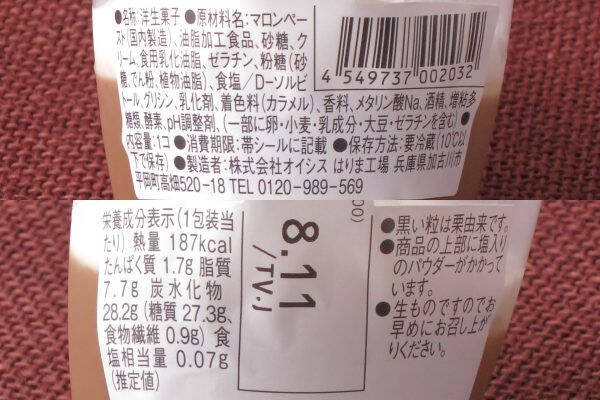 ●名称:洋生菓子 ●原材料名:マロンペー
スト(国内製造)、油脂加工食品、砂糖、ク
リーム、食用乳化油脂、ゼラチン、粉糖(砂
糖、でん粉、植物油脂)、食塩/D-ソルビ
トール、グリシン、乳化剤、着色料(カラメル)、香料、メタリン酸Na、酒精、増粘多
糖類、酵素、pH調整剤、(一部に卵・小麦・乳成分・大豆・ゼラチンを含む) ●
内容量:1コ ●消費期限:帯シールに記載 ●保存方法:要冷蔵(10℃以
下で保存) ●製造者:株式会社オイシス はりま工場 兵庫県加古川市
平岡町高畑520-18 TEL 0120-989-569
4 549737 002032
栄養成分表示(1包装当
たり) 熱量 187kcal
たんぱく質 1.7g 脂質
7.7g 炭水化物
28.2g(糖質 27.3g、
食物繊維 0.9g) 食
塩相当量 0.07g
(推定値)
8.11
/TV.J
00)
●黒い粒は栗由来です。
●商品の上部に塩入り
のパウダーがかかって
います。
●生ものですのでお
早めにお召し上が
りください。